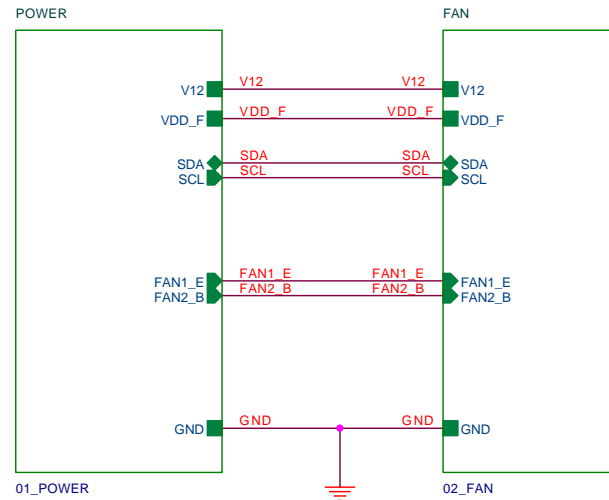 POWER FAN
V12 V12 V12 V12
VDD_F VDD_F VDD_F VDD_F
SDA SDA SDA SDA
SCL SCL SCL SCL
FAN1_E FAN1_E FAN1_E FAN1_E
FAN2_B FAN2_B FAN2_B FAN2_B
GND GND GND GND
01_POWER 02_FAN